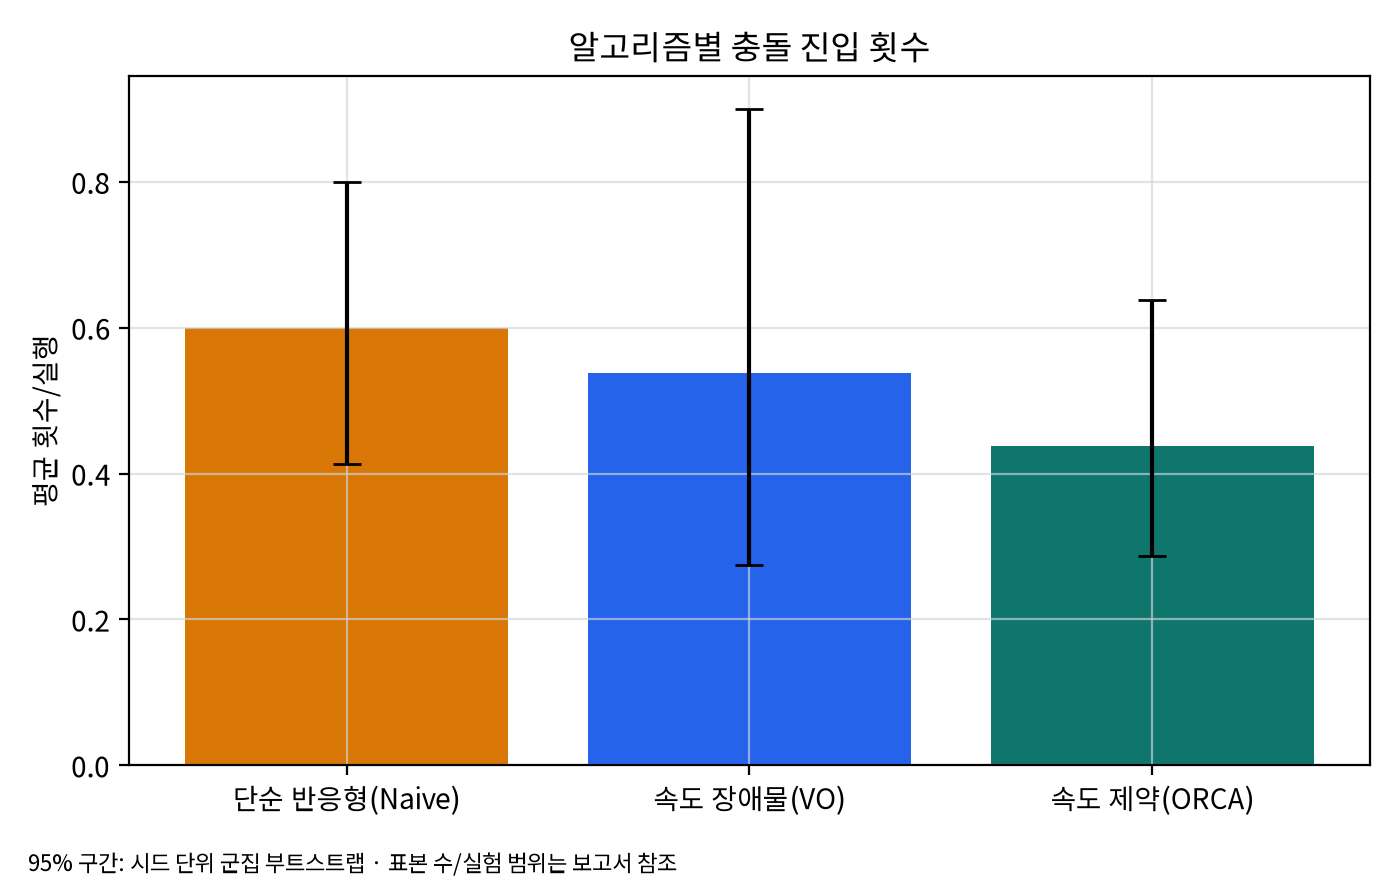 알고리즘별 충돌 진입 횟수
평균 횟수/실행
0.8
0.6
0.4
0.2
0.0
단순 반응형(Naive)
속도 장애물(VO)
속도 제약(ORCA)
95% 구간: 시드 단위 군집 부트스트랩 · 표본 수/실험 범위는 보고서 참조